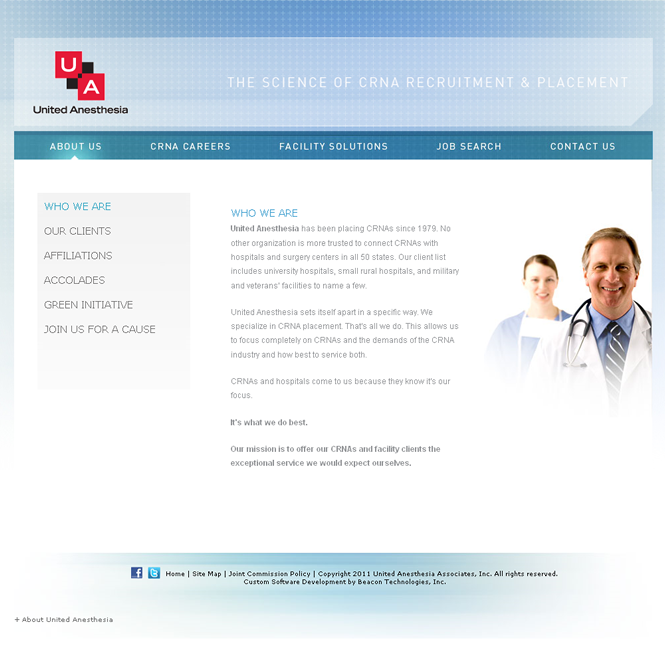 U
A
United Anesthesia
THE SCIENCE OF CRNA RECRUITMENT & PLACEMENT
ABOUT US CRNA CAREERS FACILITY SOLUTIONS JOB SEARCH CONTACT US
WHO WE ARE
OUR CLIENTS
AFFILIATIONS
ACCOLADES
GREEN INITIATIVE
JOIN US FOR A CAUSE
WHO WE ARE
United Anesthesia has been placing CRNAs since 1979. No
other organization is more trusted to connect CRNAs with
hospitals and surgery centers in all 50 states. Our client list
includes university hospitals, small rural hospitals, and military
and veterans' facilities to name a few.
United Anesthesia sets itself apart in a specific way. We
specialize in CRNA placement. That's all we do. This allows us
to focus completely on CRNAs and the demands of the CRNA
industry and how best to service both.
CRNAs and hospitals come to us because they know it's our
focus.
It's what we do best.
Our mission is to offer our CRNAs and facility clients the
exceptional service we would expect ourselves.
Home | Site Map | Joint Commission Policy | Copyright 2011 United Anesthesia Associates, Inc. All rights reserved.
Custom Software Development by Beacon Technologies, Inc.
+ About United Anesthesia